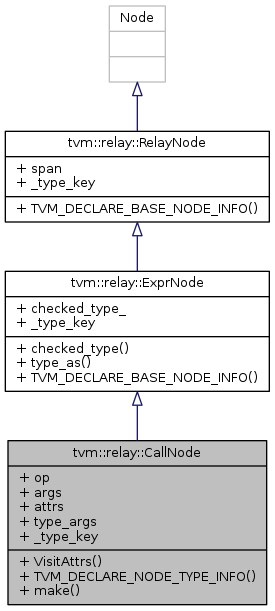 Node
tvm::relay::RelayNode
+ span
+ _type_key
+ TVM_DECLARE_BASE_NODE_INFO()
tvm::relay::ExprNode
+ checked_type_
+ _type_key
+ checked_type()
+ type_as()
+ TVM_DECLARE_BASE_NODE_INFO()
tvm::relay::CallNode
+ op
+ args
+ attrs
+ type_args
+ _type_key
+ VisitAttrs()
+ TVM_DECLARE_NODE_TYPE_INFO()
+ make()